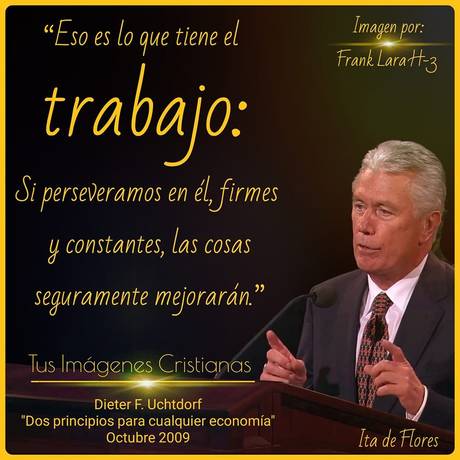 “Eso es lo que tiene el
trabajo:
Si perseveramos en él, firmes
y constantes, las cosas
seguramente mejorarán.”
Imagen por:
Frank Lara H-3
Tus Imágenes Cristianas
Dieter F. Uchtdorf
"Dos principios para cualquier economía"
Octubre 2009
Ita de Flores